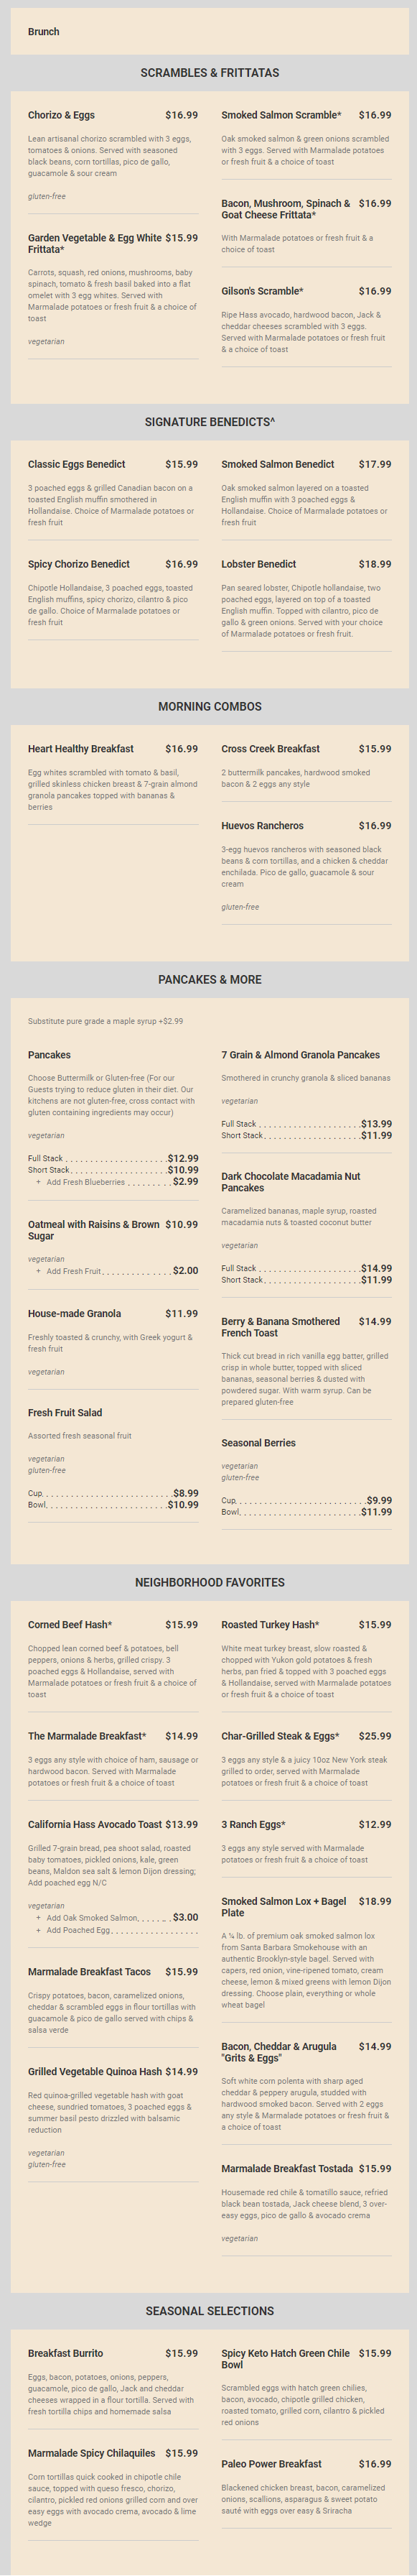 Brunch
SCRAMBLES & FRITTATAS
Chorizo & Eggs $16.99
Lean artisanal chorizo scrambled with 3 eggs,
tomatoes & onions. Served with seasoned
black beans, corn tortillas, pico de gallo,
guacamole & sour cream
gluten-free
Garden Vegetable & Egg White $15.99
Frittata*
Carrots, squash, red onions, mushrooms, baby
spinach, tomato & fresh basil baked into a flat
omelet with 3 egg whites. Served with
Marmalade potatoes or fresh fruit & a choice of
toast
vegetarian
Smoked Salmon Scramble* $16.99
Oak smoked salmon & green onions scrambled
with 3 eggs. Served with Marmalade potatoes
or fresh fruit & a choice of toast
Bacon, Mushroom, Spinach & $16.99
Goat Cheese Frittata*
With Marmalade potatoes or fresh fruit & a
choice of toast
Gilson's Scramble* $16.99
Ripe Hass avocado, hardwood bacon, Jack &
cheddar cheeses scrambled with 3 eggs.
Served with Marmalade potatoes or fresh fruit
& a choice of toast
SIGNATURE BENEDICTS^
Classic Eggs Benedict $15.99
3 poached eggs & grilled Canadian bacon on a
toasted English muffin smothered in
Hollandaise. Choice of Marmalade potatoes or
fresh fruit
Spicy Chorizo Benedict $16.99
Chipotle Hollandaise, 3 poached eggs, toasted
English muffins, spicy chorizo, cilantro & pico
de gallo. Choice of Marmalade potatoes or
fresh fruit
Smoked Salmon Benedict $17.99
Oak smoked salmon layered on a toasted
English muffin with 3 poached eggs &
Hollandaise. Choice of Marmalade potatoes or
fresh fruit
Lobster Benedict $18.99
Pan seared lobster, Chipotle hollandaise, two
poached eggs, layered on top of a toasted
English muffin. Topped with cilantro, pico de
gallo & green onions. Served with your choice
of Marmalade potatoes or fresh fruit.
MORNING COMBOS
Heart Healthy Breakfast $16.99
Egg whites scrambled with tomato & basil,
grilled skinless chicken breast & 7-grain almond
granola pancakes topped with bananas &
berries
Cross Creek Breakfast $15.99
2 buttermilk pancakes, hardwood smoked
bacon & 2 eggs any style
Huevos Rancheros $16.99
3-egg huevos rancheros with seasoned black
beans & corn tortillas, and a chicken & cheddar
enchilada. Pico de gallo, guacamole & sour
cream
gluten-free
PANCAKES & MORE
Substitute pure grade a maple syrup +$2.99
Pancakes
Choose Buttermilk or Gluten-free (For our
Guests trying to reduce gluten in their diet. Our
kitchens are not gluten-free, cross contact with
gluten containing ingredients may occur)
vegetarian
Full Stack . . . . . . . . . . . . . . . . . . . . $12.99
Short Stack . . . . . . . . . . . . . . . . . . . $10.99
+ Add Fresh Blueberries . . . . . . . . $2.99
Oatmeal with Raisins & Brown $10.99
Sugar
vegetarian
+ Add Fresh Fruit . . . . . . . . . . . . . $2.00
House-made Granola $11.99
Freshly toasted & crunchy, with Greek yogurt &
fresh fruit
vegetarian
Fresh Fruit Salad
Assorted fresh seasonal fruit
vegetarian
gluten-free
Cup . . . . . . . . . . . . . . . . . . . . . . . . $8.99
Bowl . . . . . . . . . . . . . . . . . . . . . . . $10.99
7 Grain & Almond Granola Pancakes
Smothered in crunchy granola & sliced bananas
vegetarian
Full Stack . . . . . . . . . . . . . . . . . . . . $13.99
Short Stack . . . . . . . . . . . . . . . . . . . $11.99
Dark Chocolate Macadamia Nut
Pancakes
Caramelized bananas, maple syrup, roasted
macadamia nuts & toasted coconut butter
vegetarian
Full Stack . . . . . . . . . . . . . . . . . . . . $14.99
Short Stack . . . . . . . . . . . . . . . . . . . $11.99
Berry & Banana Smothered $14.99
French Toast
Thick cut bread in rich vanilla egg batter, grilled
crisp in whole butter, topped with sliced
bananas, seasonal berries & dusted with
powdered sugar. With warm syrup. Can be
prepared gluten-free
Seasonal Berries
vegetarian
gluten-free
Cup . . . . . . . . . . . . . . . . . . . . . . . . $9.99
Bowl . . . . . . . . . . . . . . . . . . . . . . . $11.99
NEIGHBORHOOD FAVORITES
Corned Beef Hash* $15.99
Chopped lean corned beef & potatoes, bell
peppers, onions & herbs, grilled crispy. 3
poached eggs & Hollandaise, served with
Marmalade potatoes or fresh fruit & a choice of
toast
The Marmalade Breakfast* $14.99
3 eggs any style with choice of ham, sausage or
hardwood bacon. Served with Marmalade
potatoes or fresh fruit & a choice of toast
California Hass Avocado Toast $13.99
Grilled 7-grain bread, pea shoot salad, roasted
baby tomatoes, pickled onions, kale, green
beans, Maldon sea salt & lemon Dijon dressing;
Add poached egg N/C
vegetarian
+ Add Oak Smoked Salmon . . . . . . $3.00
+ Add Poached Egg . . . . . . . . . . . . . . . .
Marmalade Breakfast Tacos $15.99
Crispy potatoes, bacon, caramelized onions,
cheddar & scrambled eggs in flour tortillas with
guacamole & pico de gallo served with chips &
salsa verde
Grilled Vegetable Quinoa Hash $14.99
Red quinoa-grilled vegetable hash with goat
cheese, sundried tomatoes, 3 poached eggs &
summer basil pesto drizzled with balsamic
reduction
vegetarian
gluten-free
Roasted Turkey Hash* $15.99
White meat turkey breast, slow roasted &
chopped with Yukon gold potatoes & fresh
herbs, pan fried & topped with 3 poached eggs
& Hollandaise, served with Marmalade potatoes
or fresh fruit & a choice of toast
Char-Grilled Steak & Eggs* $25.99
3 eggs any style & a juicy 10oz New York steak
grilled to order, served with Marmalade
potatoes or fresh fruit & a choice of toast
3 Ranch Eggs* $12.99
3 eggs any style served with Marmalade
potatoes or fresh fruit & a choice of toast
Smoked Salmon Lox + Bagel $18.99
Plate
A ¼ lb. of premium oak smoked salmon lox
from Santa Barbara Smokehouse with an
authentic Brooklyn-style bagel. Served with
capers, red onion, vine-ripened tomato, cream
cheese, lemon & mixed greens with lemon Dijon
dressing. Choose plain, everything or whole
wheat bagel
Bacon, Cheddar & Arugula $14.99
"Grits & Eggs"
Soft white corn polenta with sharp aged
cheddar & peppery arugula, studded with
hardwood smoked bacon. Served with 2 eggs
any style & Marmalade potatoes or fresh fruit &
a choice of toast
Marmalade Breakfast Tostada $15.99
Housemade red chile & tomatillo sauce, refried
black bean tostada, Jack cheese blend, 3 over-
easy eggs, pico de gallo & avocado crema
vegetarian
SEASONAL SELECTIONS
Breakfast Burrito $15.99
Eggs, bacon, potatoes, onions, peppers,
guacamole, pico de gallo, Jack and cheddar
cheeses wrapped in a flour tortilla. Served with
fresh tortilla chips and homemade salsa
Marmalade Spicy Chilaquiles $15.99
Corn tortillas quick cooked in chipotle chile
sauce, topped with queso fresco, chorizo,
cilantro, pickled red onions grilled corn and over
easy eggs with avocado crema, avocado & lime
wedge
Spicy Keto Hatch Green Chile $15.99
Bowl
Scrambled eggs with hatch green chilies,
bacon, avocado, chipotle grilled chicken,
roasted tomato, grilled corn, cilantro & pickled
red onions
Paleo Power Breakfast $16.99
Blackened chicken breast, bacon, caramelized
onions, scallions, asparagus & sweet potato
sauté with eggs over easy & Sriracha